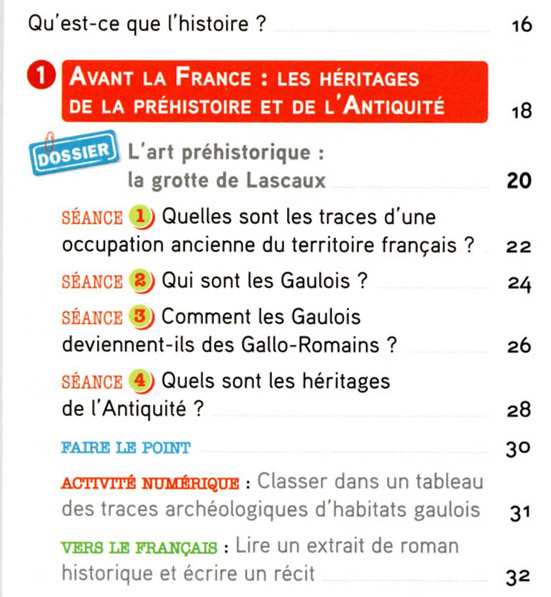 Qu'est-ce que l'histoire ? 16
1 AVANT LA FRANCE : LES HÉRITAGES
DE LA PRÉHISTOIRE ET DE L'ANTIQUITÉ 18
DOSSIER L'art préhistorique :
la grotte de Lascaux 20
SÉANCE 1 Quelles sont les traces d'une
occupation ancienne du territoire français ? 22
SÉANCE 2 Qui sont les Gaulois ? 24
SÉANCE 3 Comment les Gaulois
deviennent-ils des Gallo-Romains ? 26
SÉANCE 4 Quels sont les héritages
de l'Antiquité ? 28
FAIRE LE POINT 30
ACTIVITÉ NUMÉRIQUE : Classer dans un tableau
des traces archéologiques d'habitats gaulois 31
VERS LE FRANÇAIS : Lire un extrait de roman
historique et écrire un récit 32